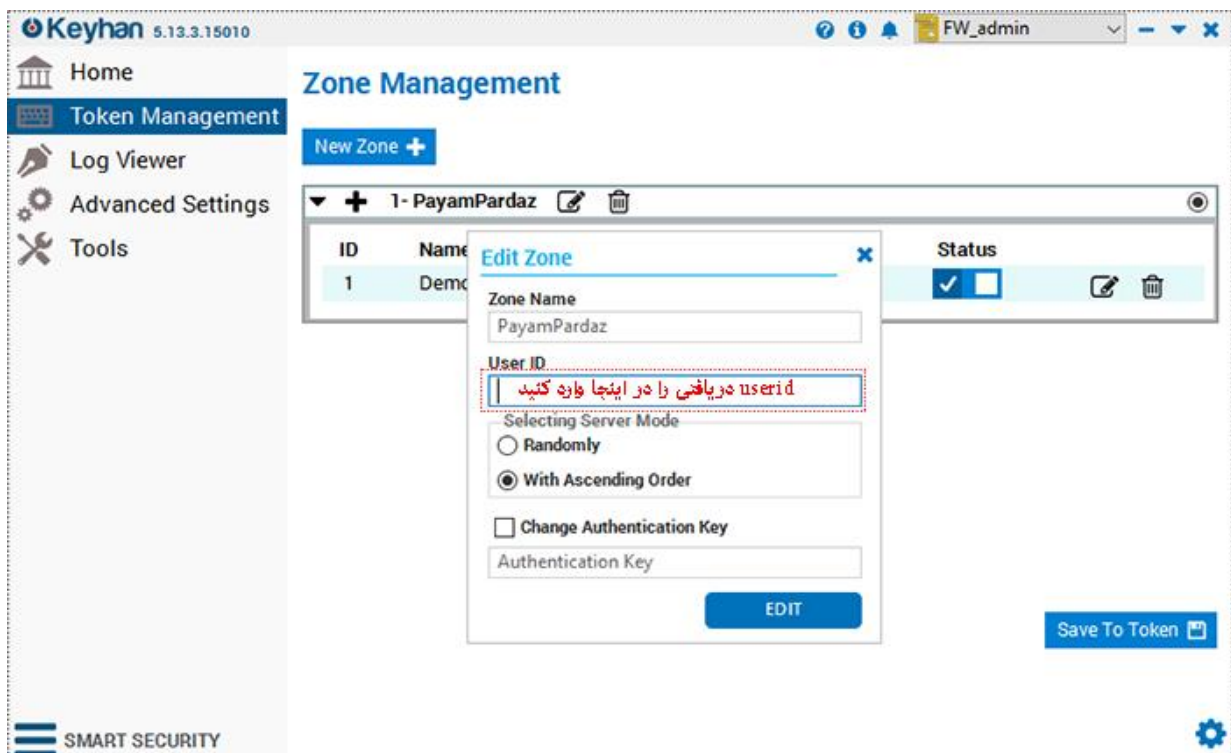 Keyhan 5.13.3.15010
FW_admin
Home
Token Management
Log Viewer
Advanced Settings
Tools
SMART SECURITY
Zone Management
New Zone
1- PayamPardaz
ID Name Status
1
Edit Zone
Zone Name
PayamPardaz
User ID
userid دریافتی را در اینجا وارد کنید
Selecting Server Mode
Randomly
With Ascending Order
Change Authentication Key
Authentication Key
EDIT
Save To Token